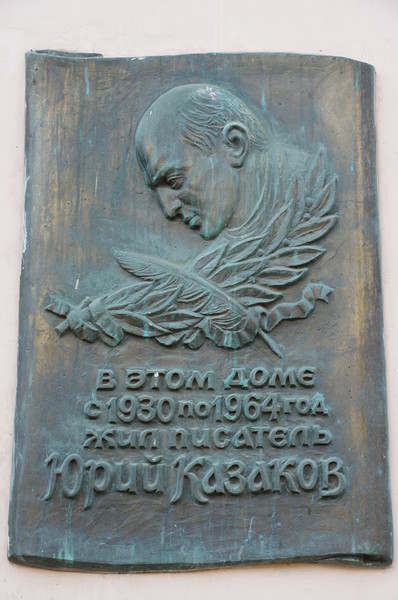 В ЭТОМ ДОМЕ
с 1930 по 1964 год
жил писатель
Юрий Казаков